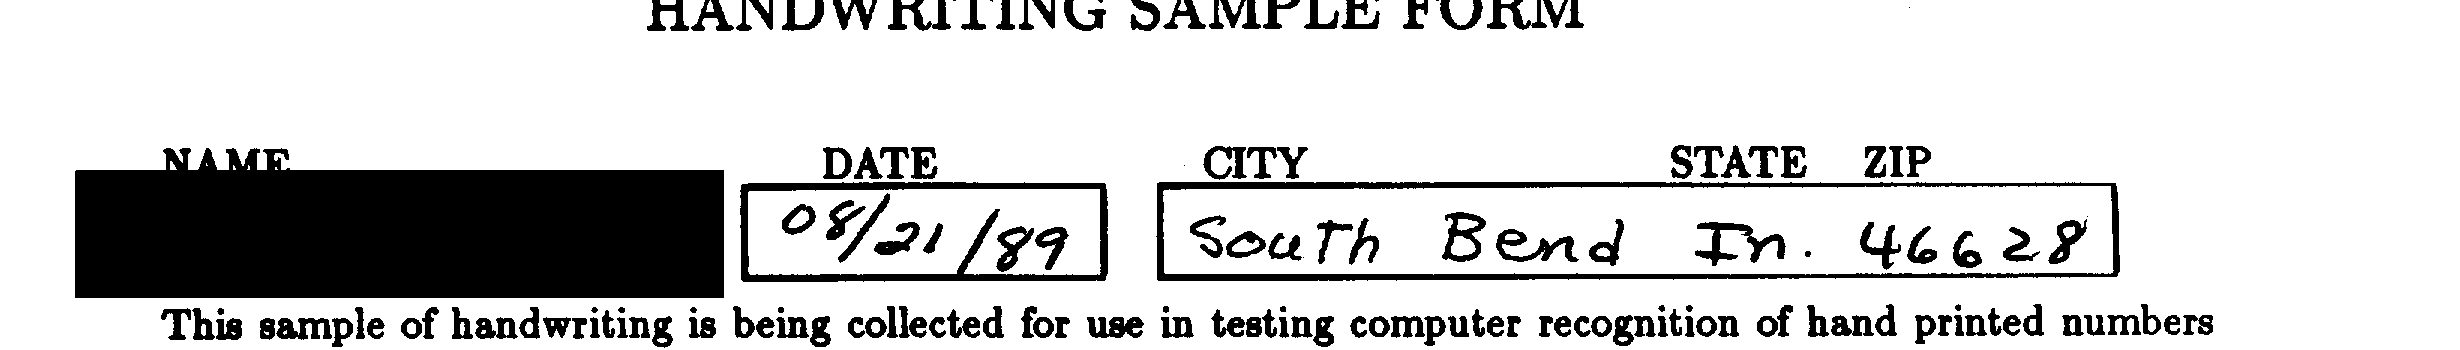 HANDWRITING SAMPLE FORM
NAME DATE CITY STATE ZIP
08/21/89 South Bend In. 46628
This sample of handwriting is being collected for use in testing computer recognition of hand printed numbers